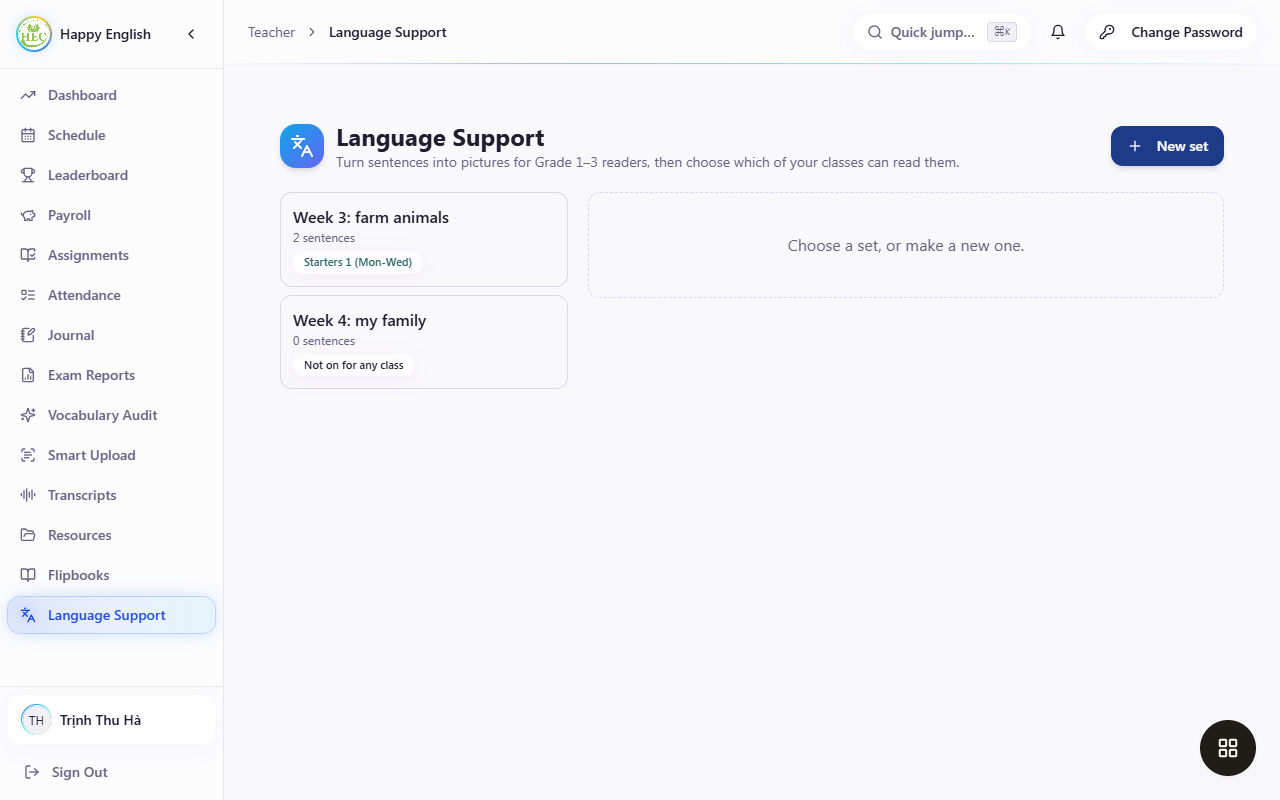 HEC
Happy English
Teacher
Language Support
Quick jump...
⌘K
Change Password
Dashboard
Schedule
Leaderboard
Payroll
Assignments
Attendance
Journal
Exam Reports
Vocabulary Audit
Smart Upload
Transcripts
Resources
Flipbooks
Language Support
TH
Trịnh Thu Hà
Sign Out
Language Support
Turn sentences into pictures for Grade 1–3 readers, then choose which of your classes can read them.
New set
Week 3: farm animals
2 sentences
Starters 1 (Mon-Wed)
Week 4: my family
0 sentences
Not on for any class
Choose a set, or make a new one.